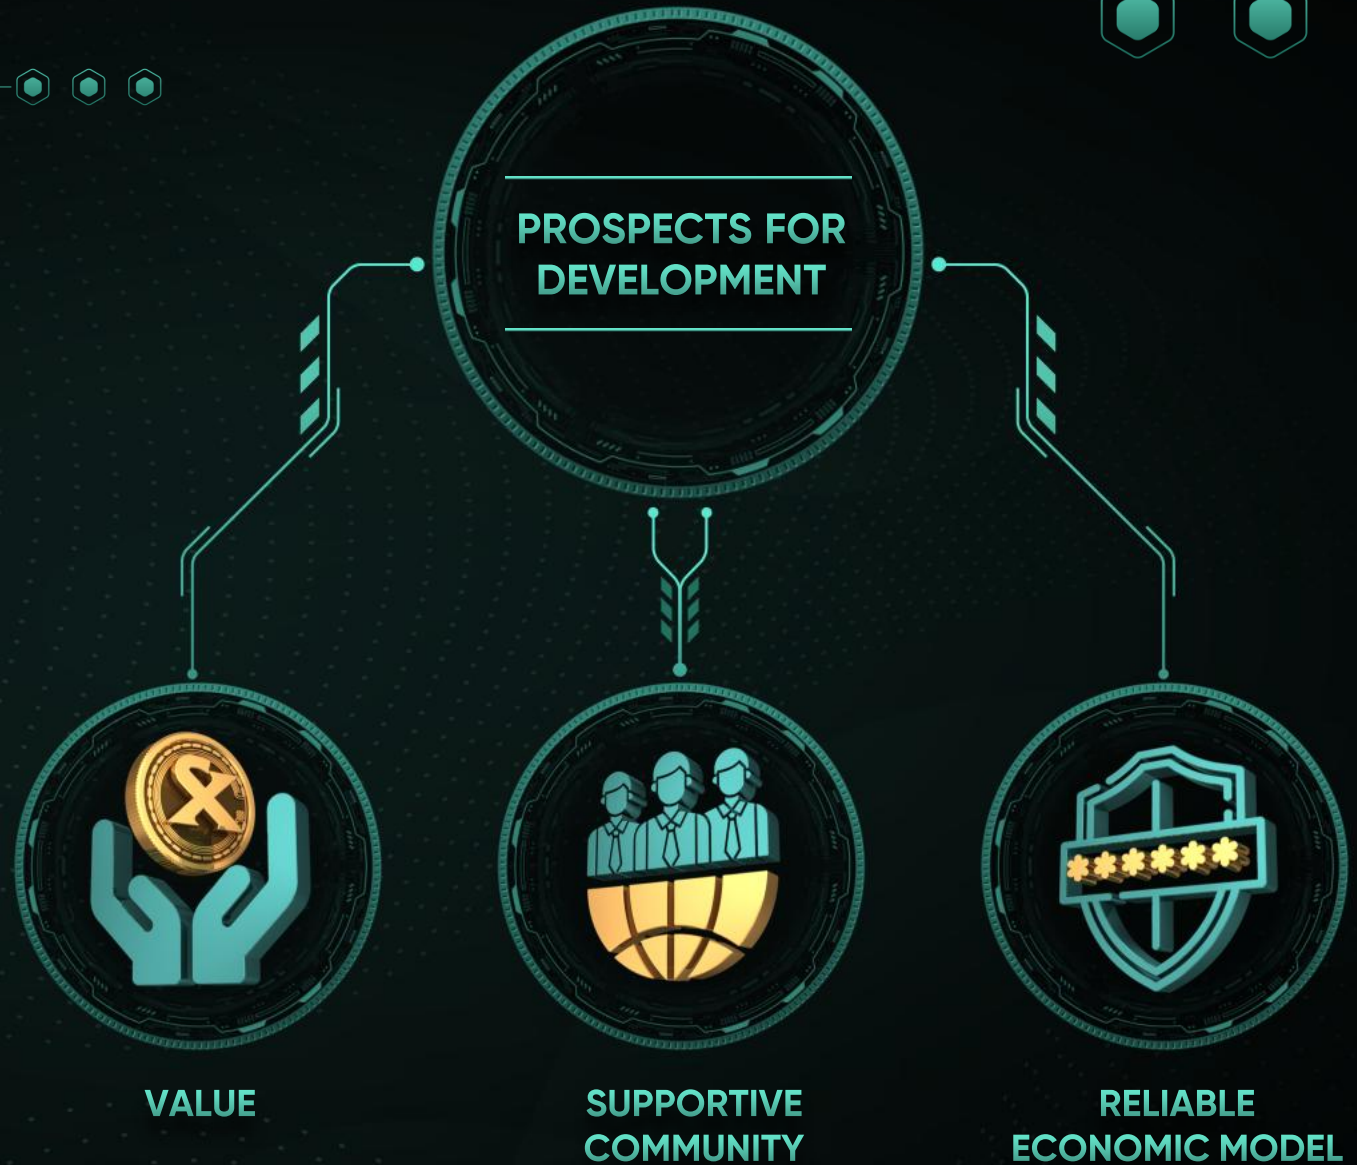 PROSPECTS FOR
DEVELOPMENT
VALUE
SUPPORTIVE
COMMUNITY
RELIABLE
ECONOMIC MODEL